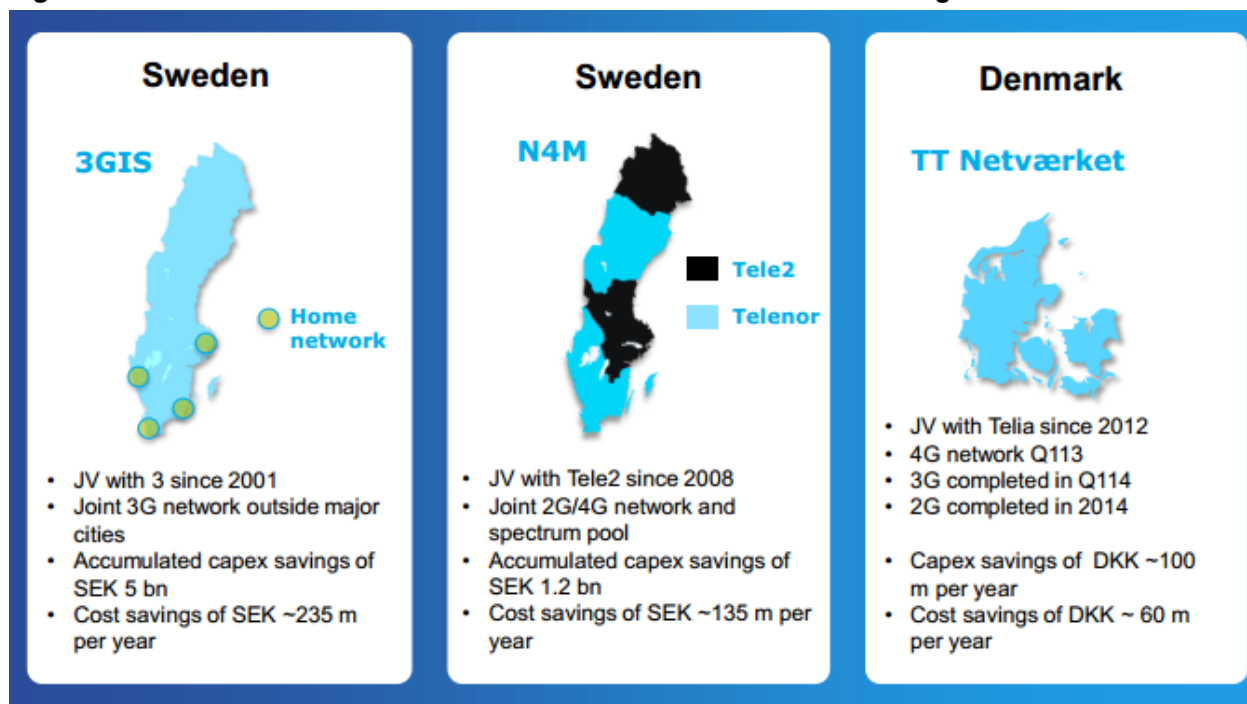 Sweden
3GIS
Home
network
• JV with 3 since 2001
• Joint 3G network outside major
cities
• Accumulated capex savings of
SEK 5 bn
• Cost savings of SEK ~235 m
per year
Sweden
N4M
Tele2
Telenor
• JV with Tele2 since 2008
• Joint 2G/4G network and
spectrum pool
• Accumulated capex savings of
SEK 1.2 bn
• Cost savings of SEK ~135 m per
year
Denmark
TT Netværket
• JV with Telia since 2012
• 4G network Q113
• 3G completed in Q114
• 2G completed in 2014
• Capex savings of DKK ~100
m per year
• Cost savings of DKK ~ 60 m
per year